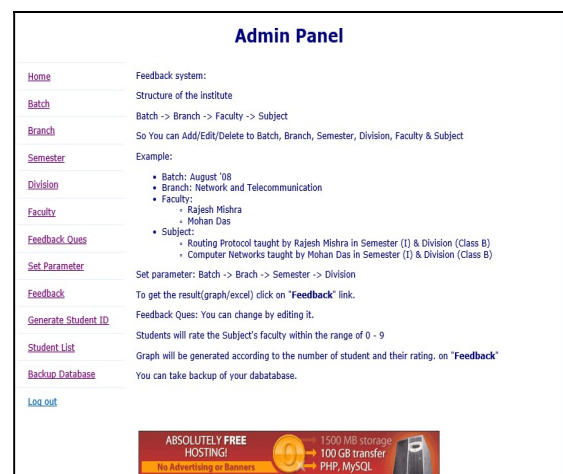 Admin Panel
Home
Batch
Branch
Semester
Division
Faculty
Feedback Ques
Set Parameter
Feedback
Generate Student ID
Student List
Backup Database
Log out
Feedback system:
Structure of the institute
Batch -> Branch -> Faculty -> Subject
So You can Add/Edit/Delete to Batch, Branch, Semester, Division, Faculty & Subject
Example:
• Batch: August '08
• Branch: Network and Telecommunication
• Faculty:
◦ Rajesh Mishra
◦ Mohan Das
• Subject:
◦ Routing Protocol taught by Rajesh Mishra in Semester (I) & Division (Class B)
◦ Computer Networks taught by Mohan Das in Semester (I) & Division (Class B)
Set parameter: Batch -> Brach -> Semester -> Division
To get the result(graph/excel) click on "Feedback" link.
Feedback Ques: You can change by editing it.
Students will rate the Subject's faculty within the range of 0 - 9
Graph will be generated according to the number of student and their rating. on "Feedback"
You can take backup of your dabatabase.
ABSOLUTELY FREE
HOSTING!
No Advertising or Banners
1500 MB storage
100 GB transfer
PHP, MySQL